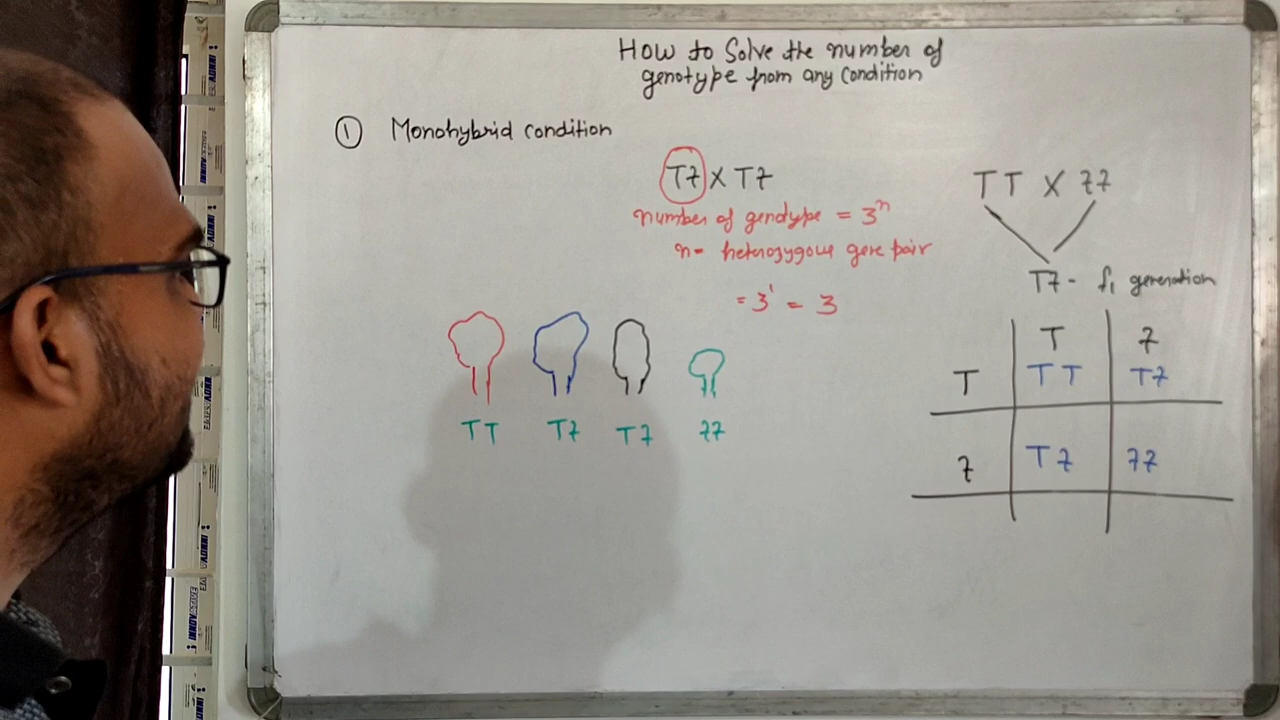 How to Solve the number of
genotype from any condition
① Monohybrid condition
Tt X Tt
number of genotype = 3ⁿ
n = heterozygous gene pair
= 3¹ = 3
TT Tt Tt tt
TT X tt
Tt - f₁ generation
T t
T TT Tt
t Tt tt